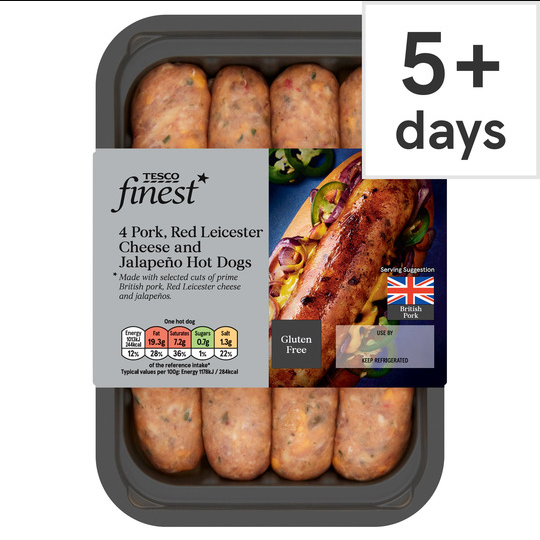 5+
days
TESCO
finest*
4 Pork, Red Leicester
Cheese and
Jalapeño Hot Dogs
* Made with selected cuts of prime
British pork, Red Leicester cheese
and jalapeños.
One hot dog
Energy
1013kJ
244kcal
12%
Fat
19.3g
28%
Saturates
7.2g
36%
Sugars
0.7g
1%
Salt
1.3g
22%
of the reference intake*
Typical values per 100g: Energy 1178kJ / 284kcal
Gluten
Free
Serving Suggestion
British
Pork
USE BY
KEEP REFRIGERATED